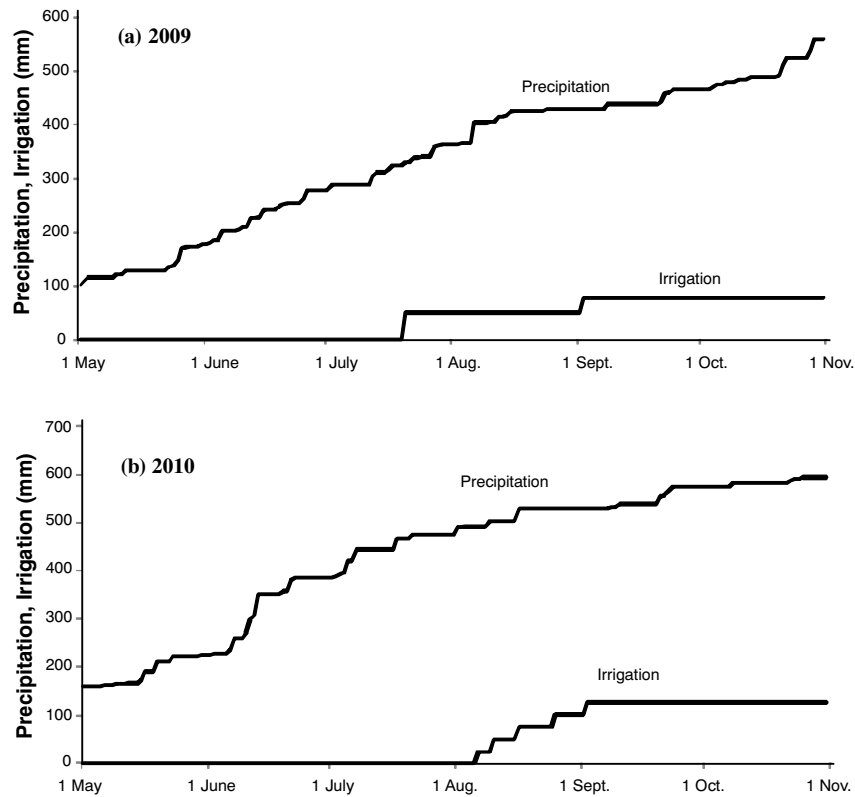 (a) 2009
Precipitation, Irrigation (mm)
600
500
400
300
200
100
0
Precipitation
Irrigation
1 May
1 June
1 July
1 Aug.
1 Sept.
1 Oct.
1 Nov.
(b) 2010
Precipitation, Irrigation (mm)
700
600
500
400
300
200
100
0
Precipitation
Irrigation
1 May
1 June
1 July
1 Aug.
1 Sept.
1 Oct.
1 Nov.